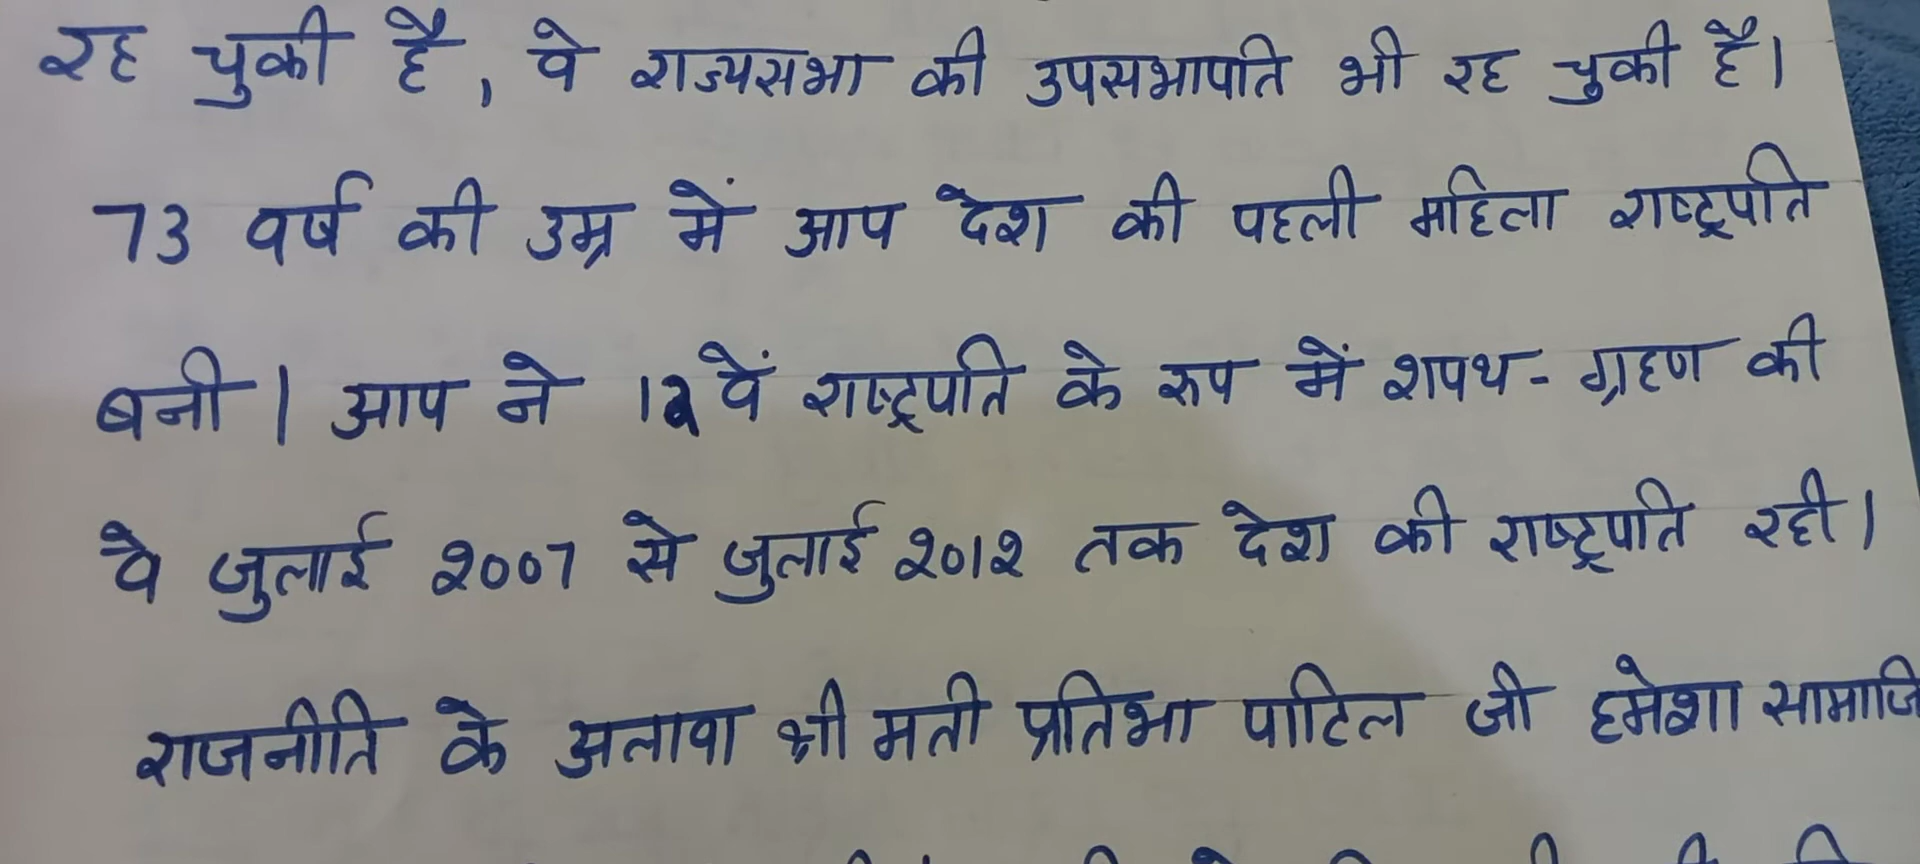 रह चुकी है, वे राज्यसभा की उपसभापति भी रह चुकी है।
73 वर्ष की उम्र में आप देश की पहली महिला राष्ट्रपति
बनी। आप ने 12वें राष्ट्रपति के रुप में शपथ-ग्रहण की
वे जुलाई 2007 से जुलाई 2012 तक देश की राष्ट्रपति रही।
राजनीति के अलावा श्री मती प्रतिभा पाटिल जी हमेशा सामाजि